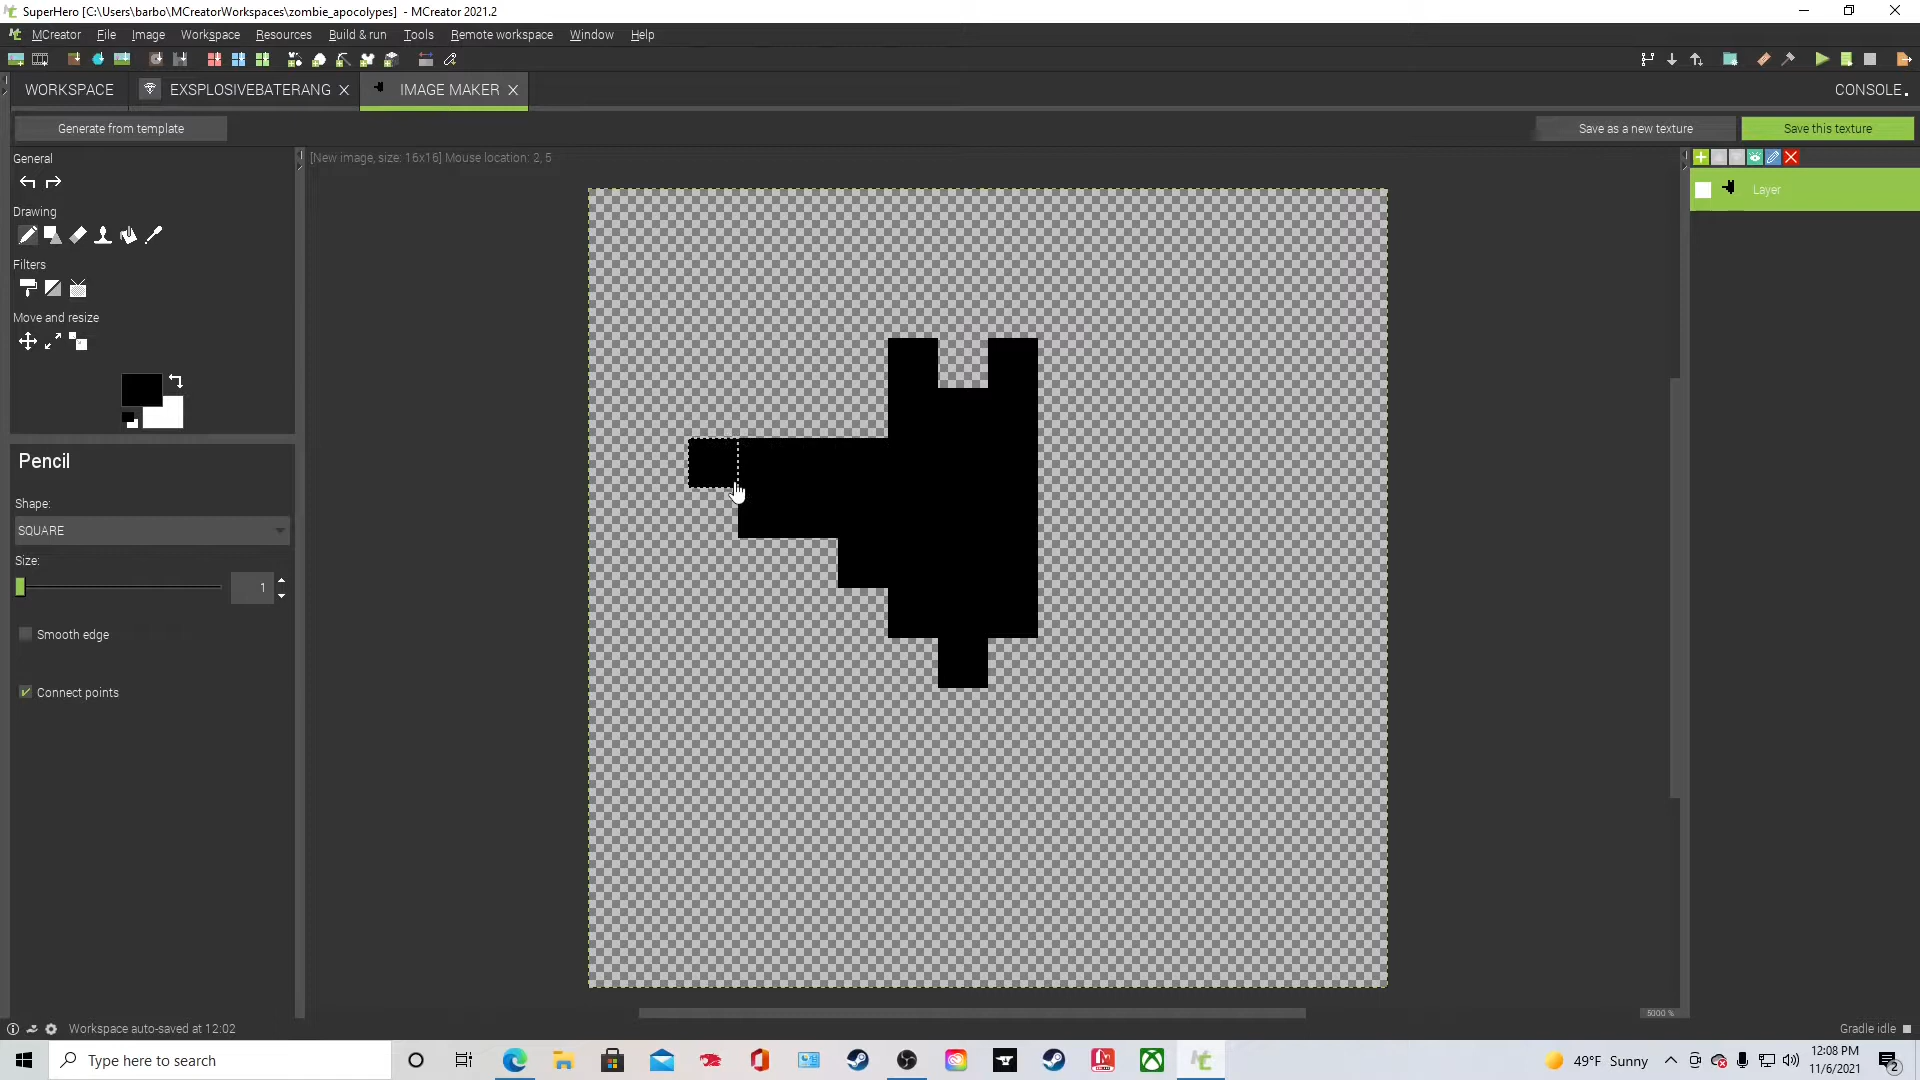 SuperHero [C:\Users\barbo\MCreatorWorkspaces\zombie_apocolypes] - MCreator 2021.2
MCreator File Image Workspace Resources Build & run Tools Remote workspace Window Help
WORKSPACE EXSPLOSIVEBATERANG IMAGE MAKER CONSOLE
Generate from template Save as a new texture Save this texture
General
[New image, size: 16x16] Mouse location: 2, 5
Layer
Drawing
Filters
Move and resize
Pencil
Shape:
SQUARE
Size:
1
Smooth edge
Connect points
5000 %
Workspace auto-saved at 12:02
Gradle idle
Type here to search
49°F Sunny
12:08 PM
11/6/2021
2